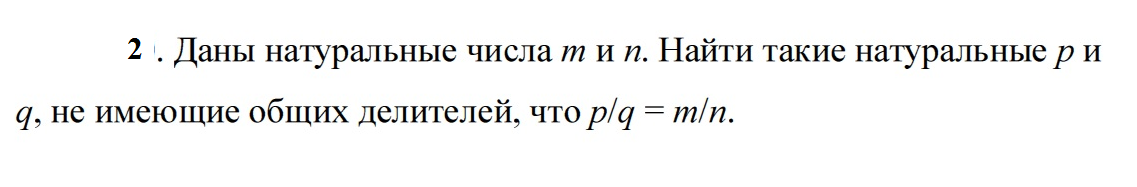 2 . Даны натуральные числа m и n. Найти такие натуральные p и
q, не имеющие общих делителей, что p/q = m/n.